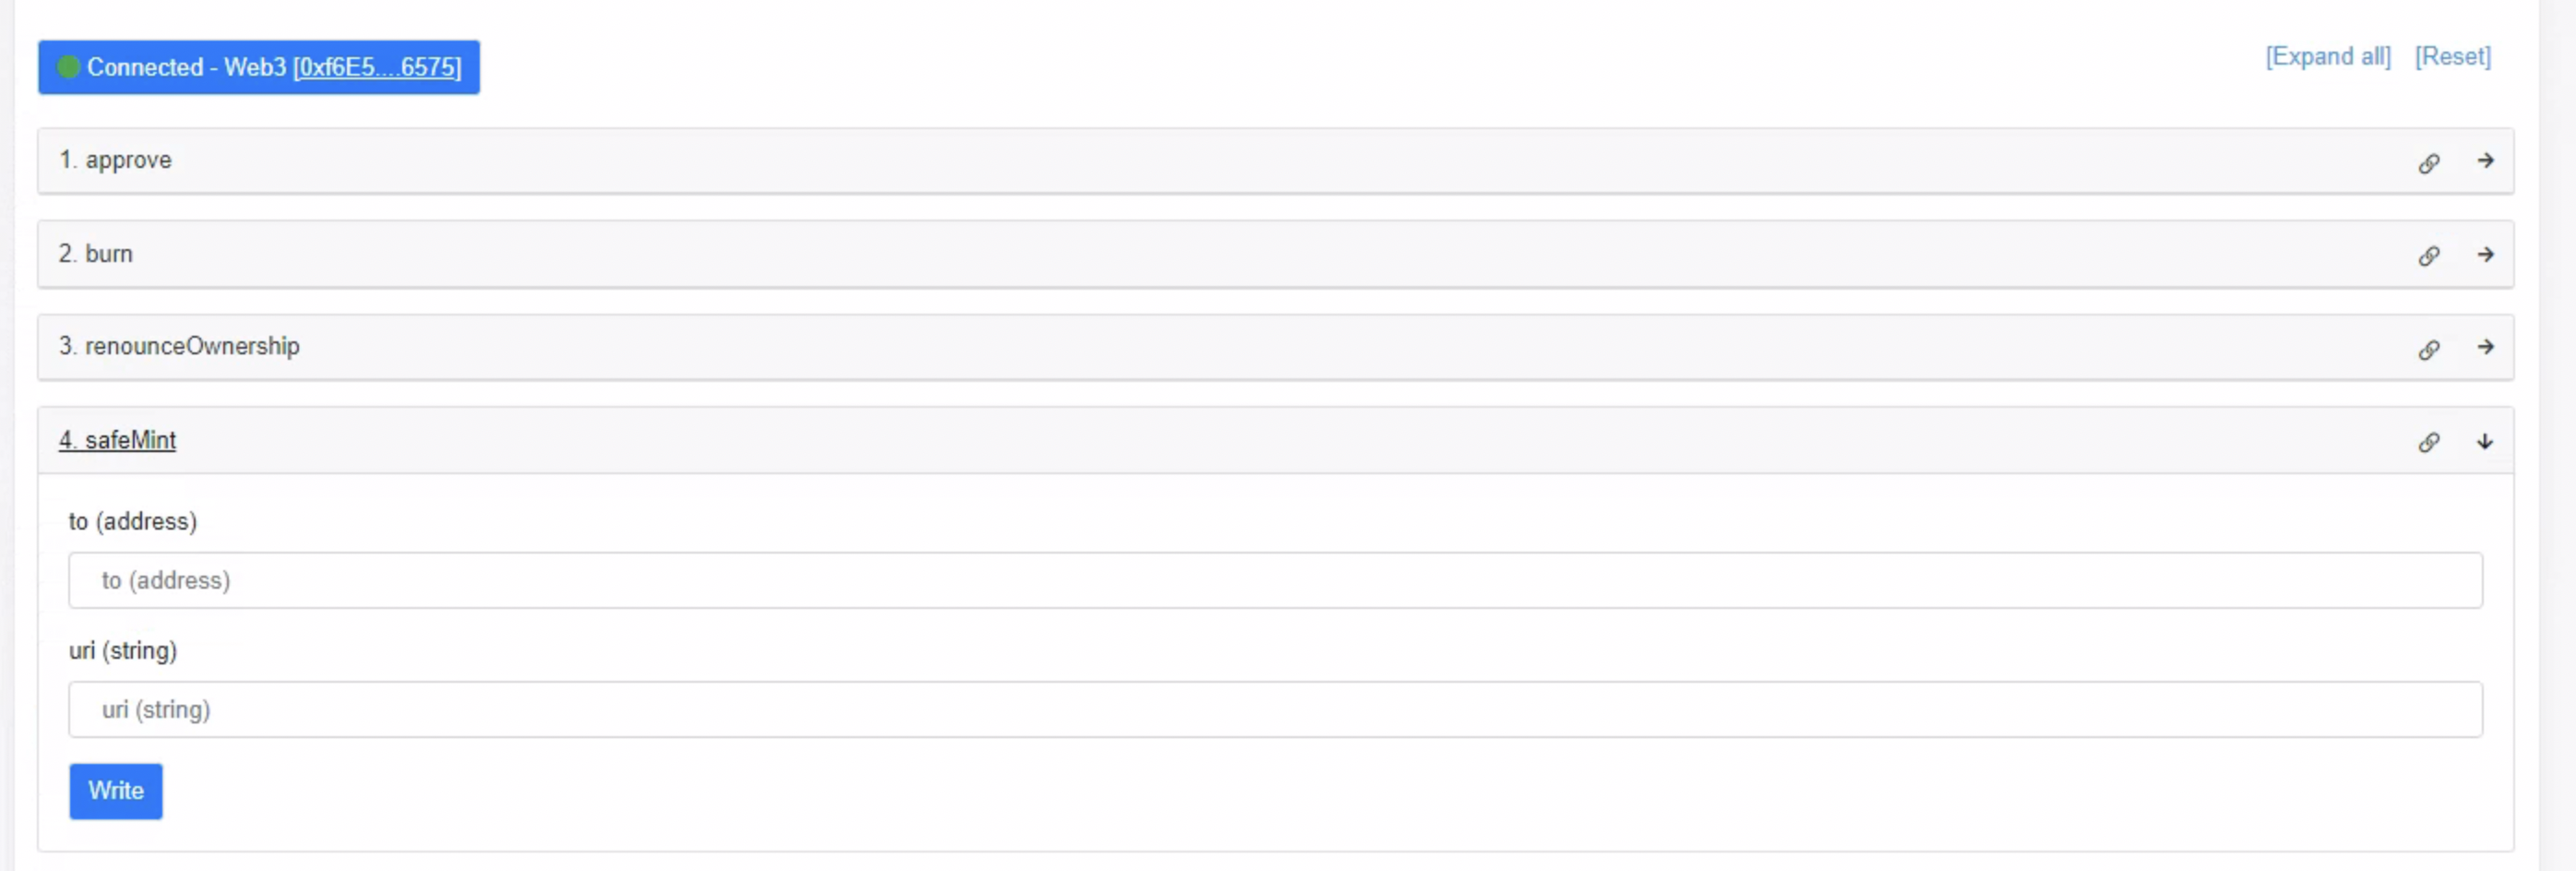 Connected - Web3 [0xf6E5....6575]
[Expand all] [Reset]
1. approve
2. burn
3. renounceOwnership
4. safeMint
to (address)
to (address)
uri (string)
uri (string)
Write